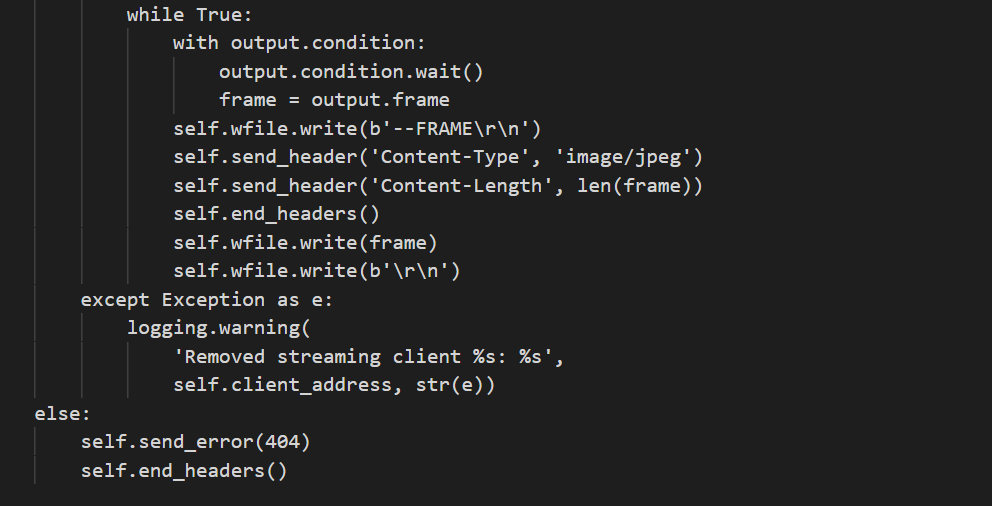 while True:
with output.condition:
output.condition.wait()
frame = output.frame
self.wfile.write(b'--FRAME\r\n')
self.send_header('Content-Type', 'image/jpeg')
self.send_header('Content-Length', len(frame))
self.end_headers()
self.wfile.write(frame)
self.wfile.write(b'\r\n')
except Exception as e:
logging.warning(
'Removed streaming client %s: %s',
self.client_address, str(e))
else:
self.send_error(404)
self.end_headers()